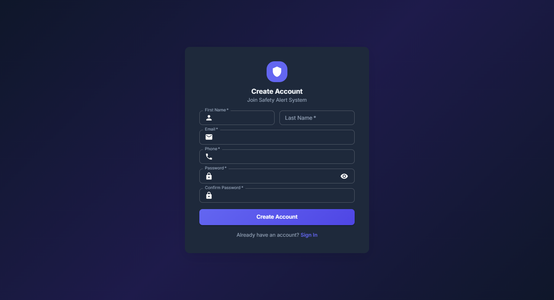 Create Account
Join Safety Alert System
First Name *
Last Name *
Email *
Phone *
Password *
Confirm Password *
Create Account
Already have an account? Sign In